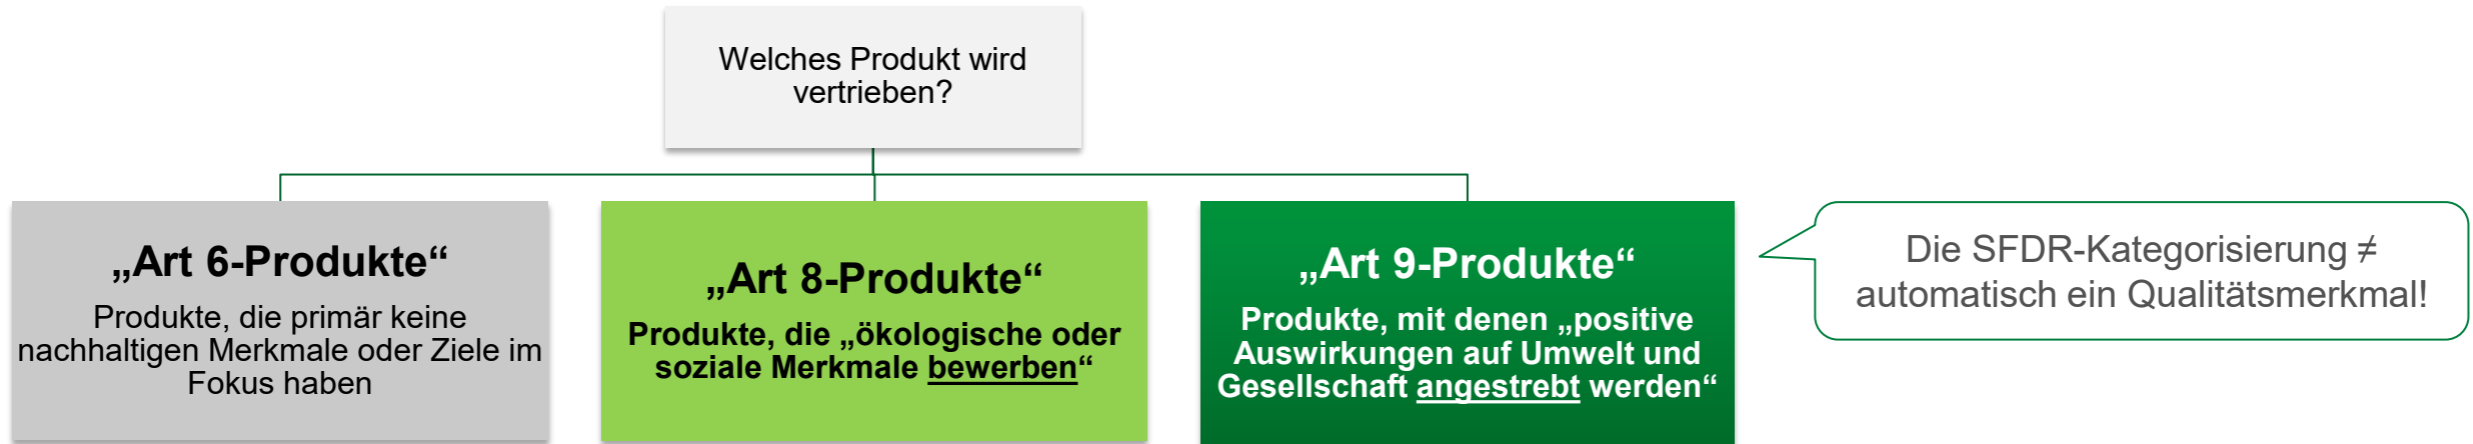 Welches Produkt wird
vertrieben?
„Art 6-Produkte“
Produkte, die primär keine
nachhaltigen Merkmale oder Ziele im
Fokus haben
„Art 8-Produkte“
Produkte, die „ökologische oder
soziale Merkmale bewerben“
„Art 9-Produkte“
Produkte, mit denen „positive
Auswirkungen auf Umwelt und
Gesellschaft angestrebt werden“
Die SFDR-Kategorisierung ≠
automatisch ein Qualitätsmerkmal!